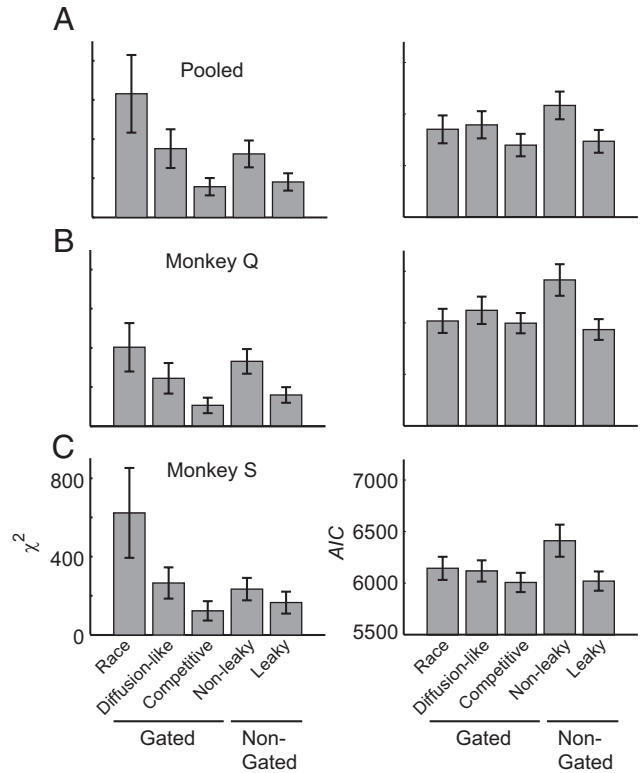 A
Pooled
B
Monkey Q
C
Monkey S
800
400
0
χ²
7000
6500
6000
5500
AIC
Race
Diffusion-like
Competitive
Non-leaky
Leaky
Race
Diffusion-like
Competitive
Non-leaky
Leaky
Gated
Non-
Gated
Gated
Non-
Gated